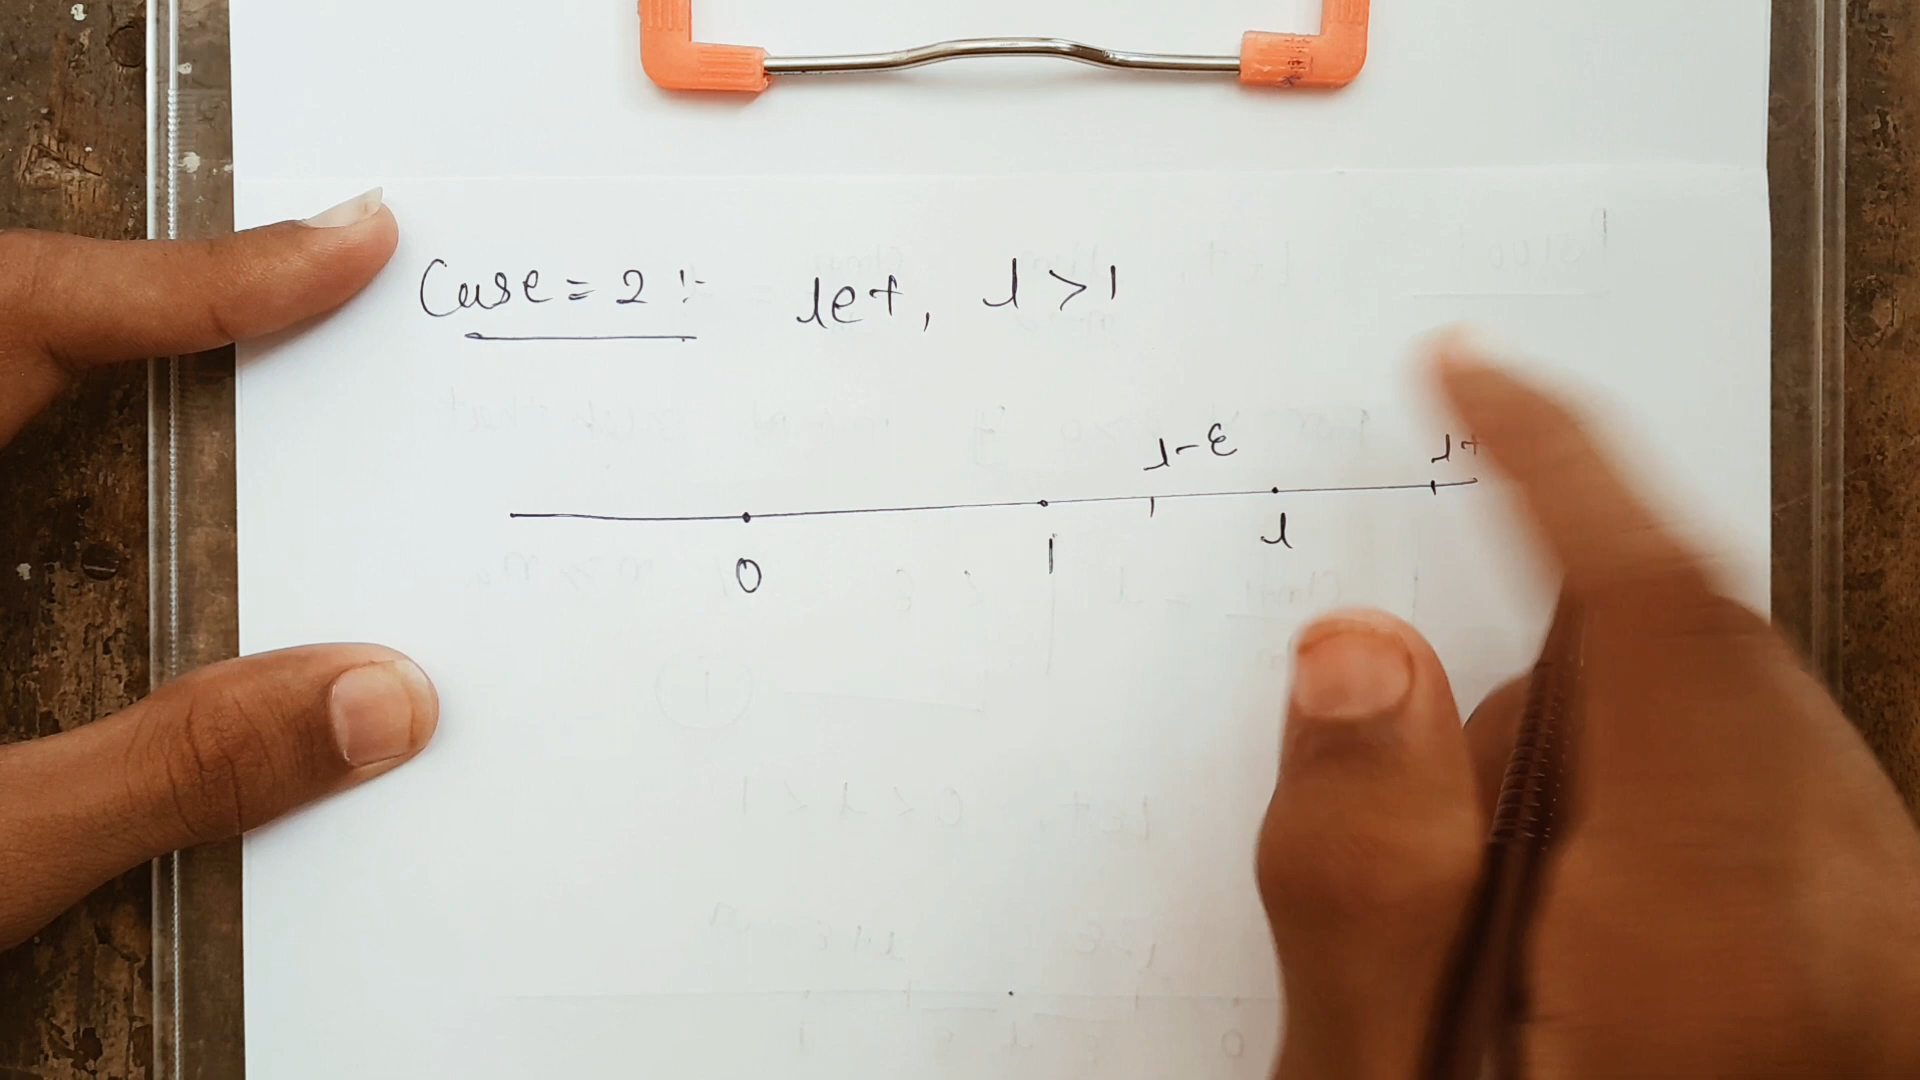 Case = 2 :- let, l > 1
l-ε l+
0 1 l